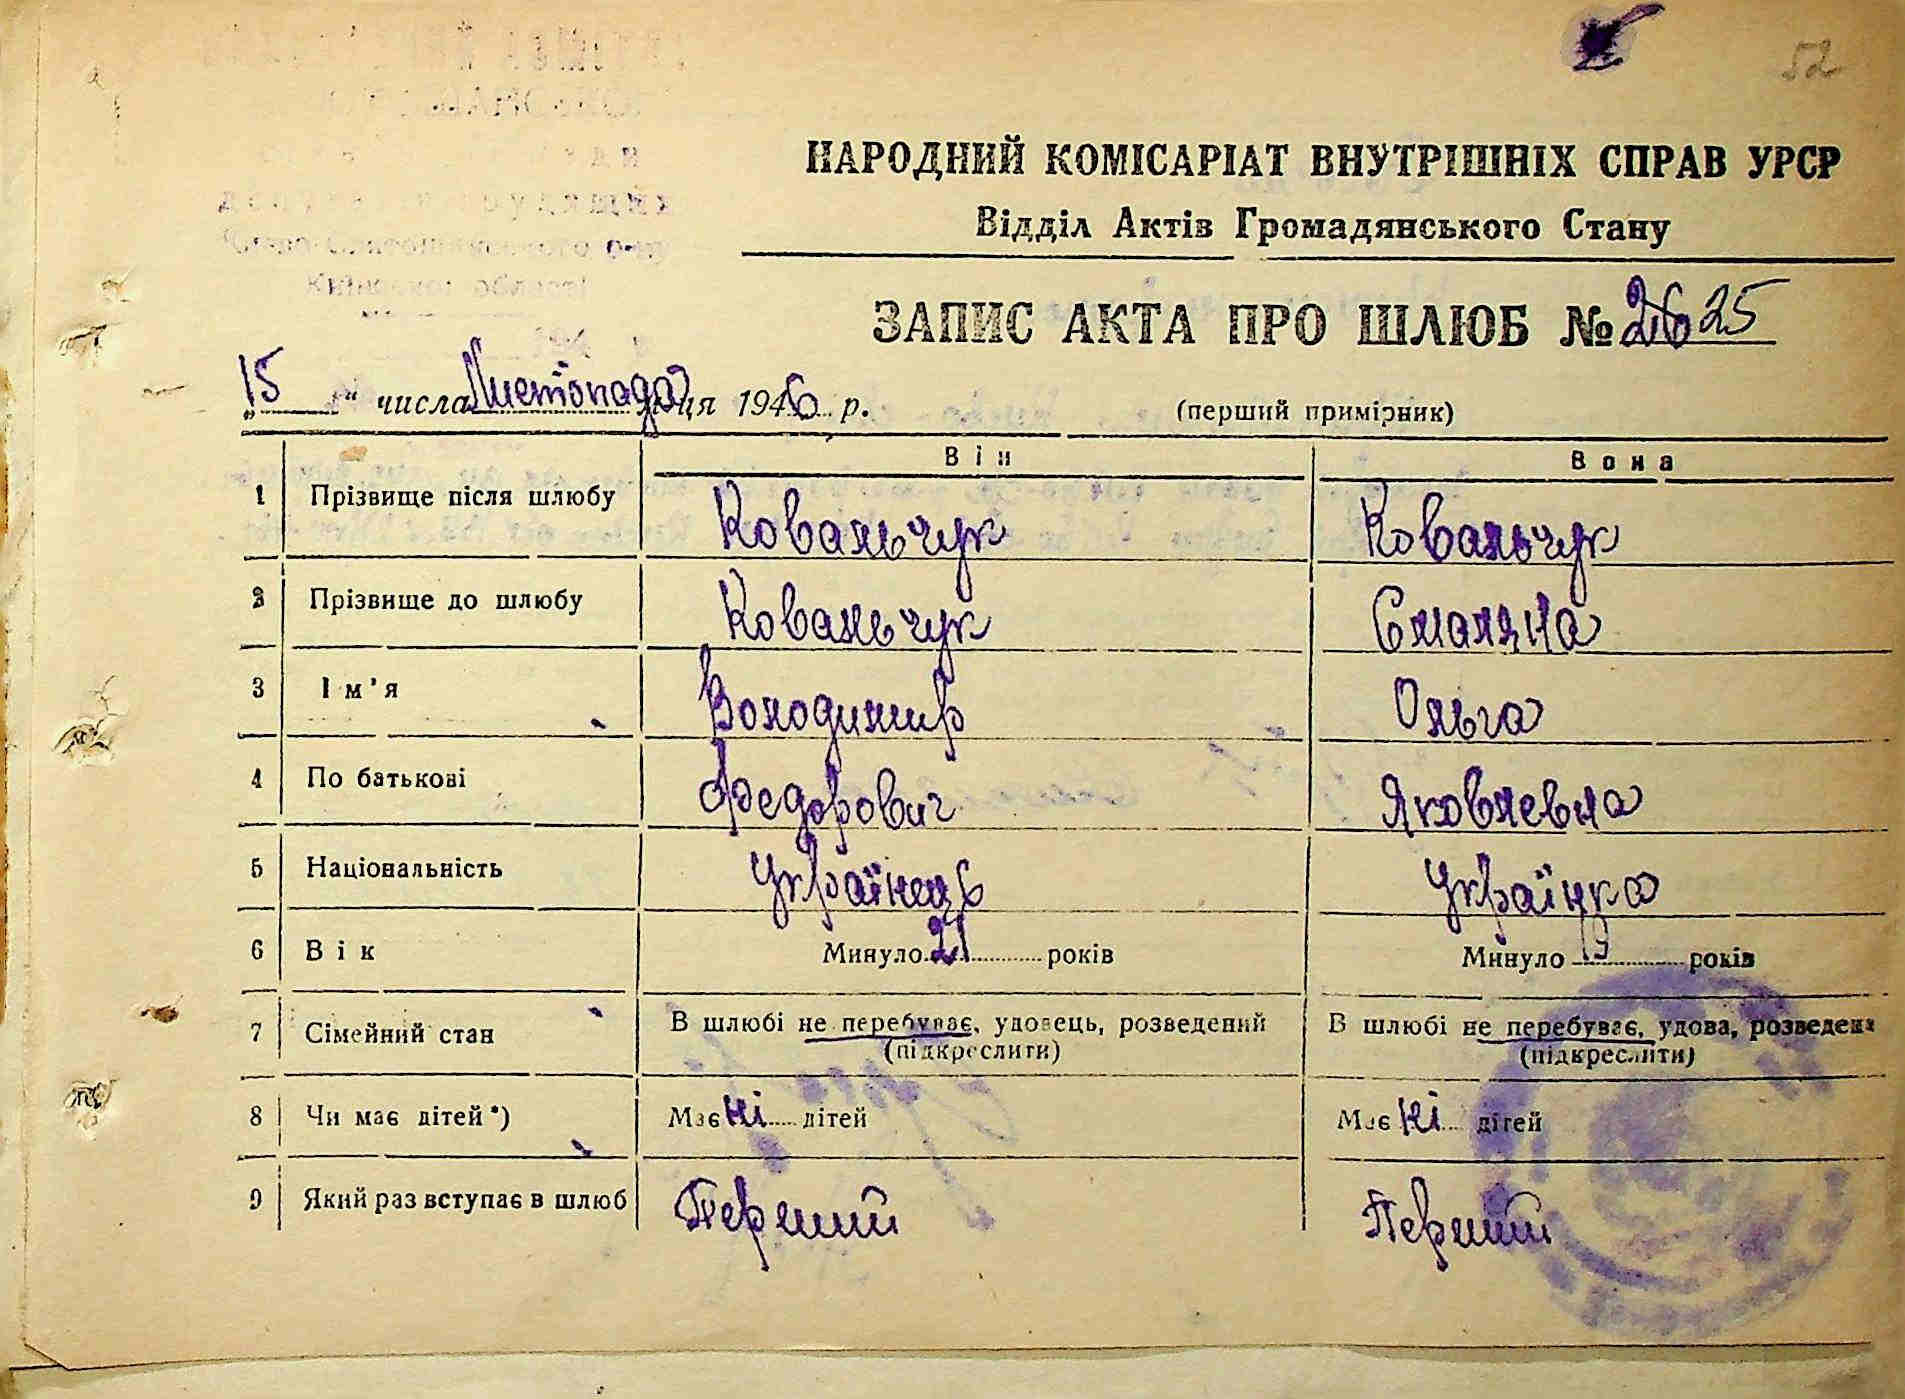 52
НАРОДНИЙ КОМІСАРІАТ ВНУТРІШНІХ СПРАВ УРСР
Відділ Актів Громадянського Стану
ЗАПИС АКТА ПРО ШЛЮБ № 26 25
„15“ числа Листопада м-ця 1946 р. (перший примірник)
Він Вона
1 Прізвище після шлюбу Ковальчук Ковальчук
2 Прізвище до шлюбу Ковальчук Смаляна
3 Ім'я Володимир Ольга
4 По батькові Федорович Яковлевна
5 Національність Українець Українка
6 Вік Минуло 21 років Минуло 19 років
7 Сімейний стан В шлюбі не перебуває, удовець, розведений В шлюбі не перебуває, удова, розведена
(підкреслити) (підкреслити)
8 Чи має дітей*) Має ні дітей Має ні дітей
9 Який раз вступає в шлюб Перший Перший